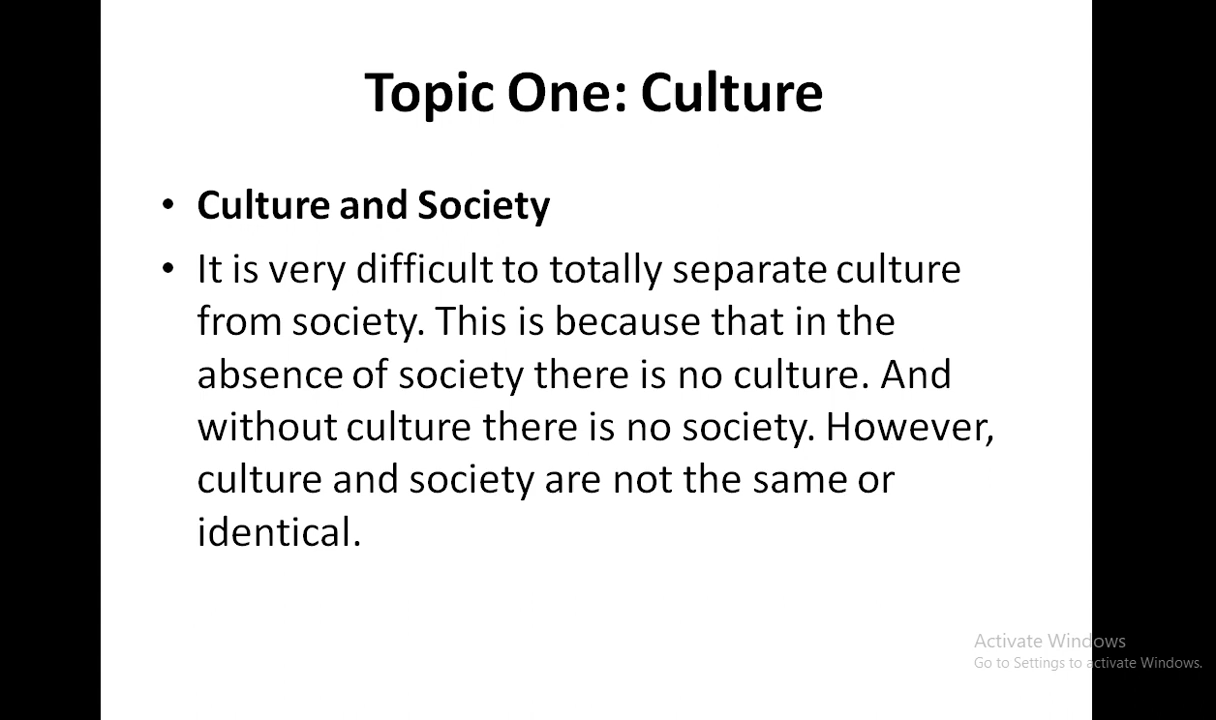 Topic One: Culture
• Culture and Society
• It is very difficult to totally separate culture
from society. This is because that in the
absence of society there is no culture. And
without culture there is no society. However,
culture and society are not the same or
identical.
Activate Windows
Go to Settings to activate Windows.